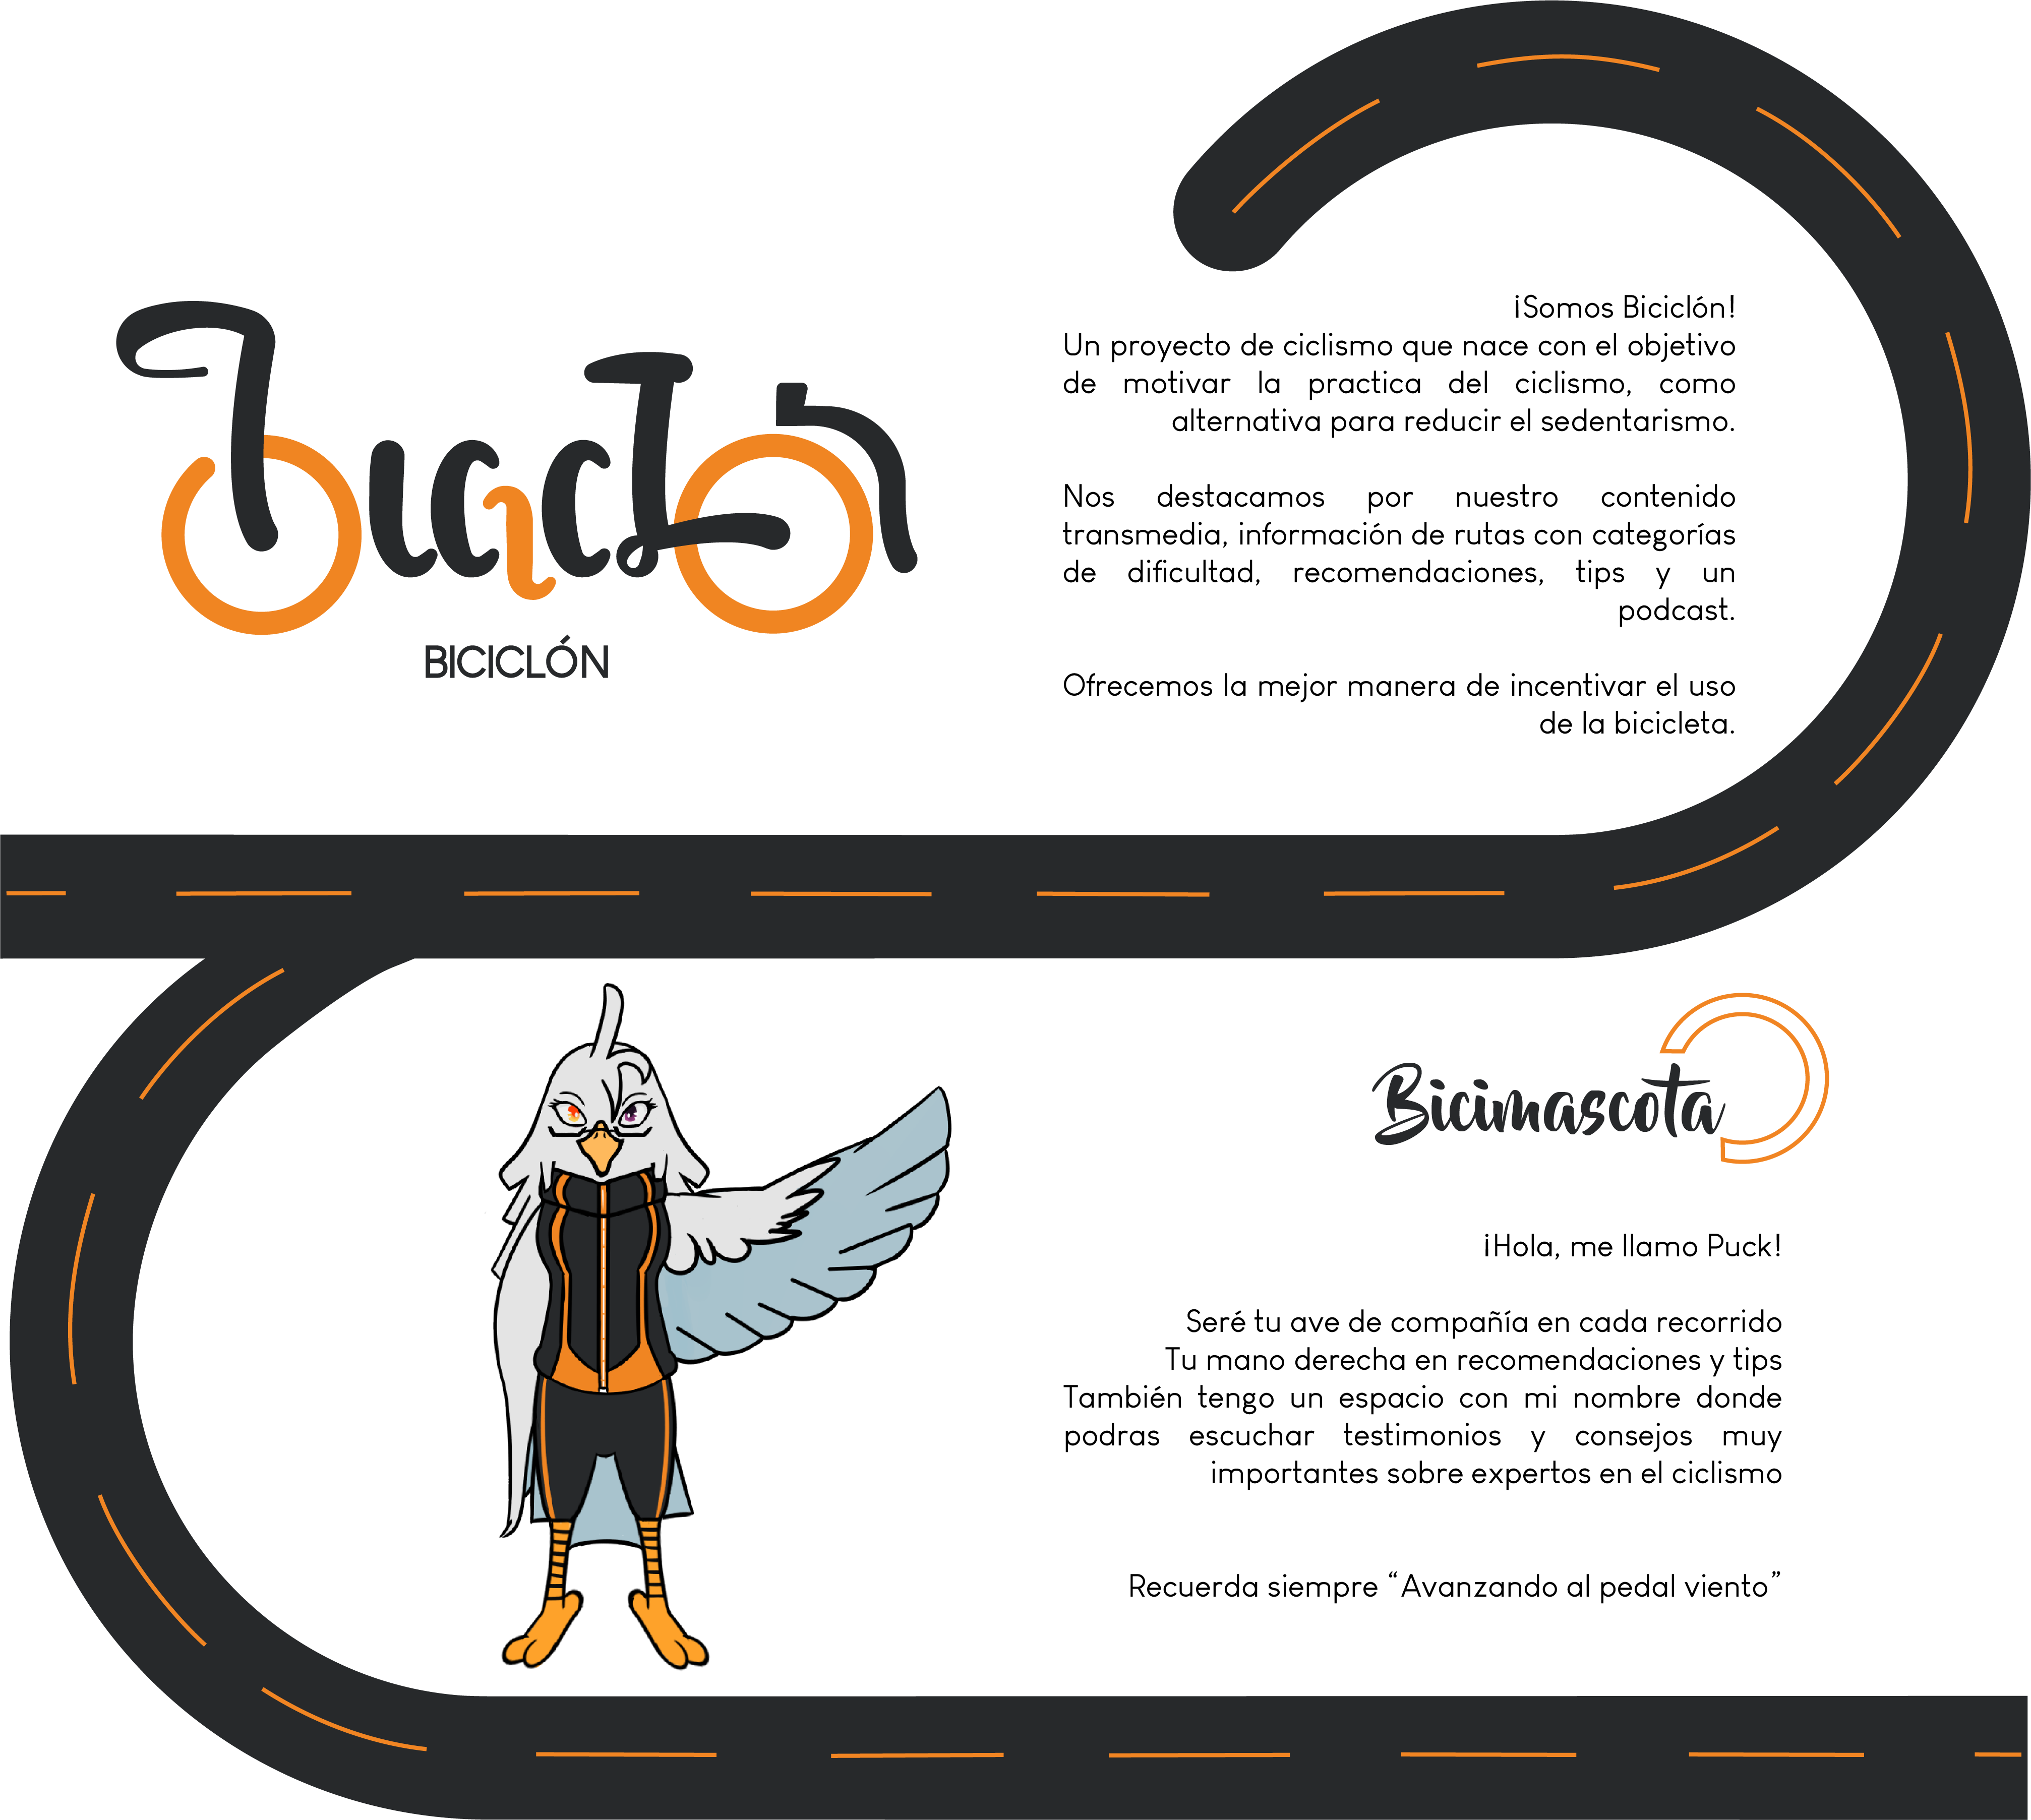 Biciclón
BICICLÓN
¡Somos Biciclón!
Un proyecto de ciclismo que nace con el objetivo
de motivar la practica del ciclismo, como
alternativa para reducir el sedentarismo.
Nos destacamos por nuestro contenido
transmedia, información de rutas con categorías
de dificultad, recomendaciones, tips y un
podcast.
Ofrecemos la mejor manera de incentivar el uso
de la bicicleta.
Bicimascota
¡Hola, me llamo Puck!
Seré tu ave de compañía en cada recorrido
Tu mano derecha en recomendaciones y tips
También tengo un espacio con mi nombre donde
podras escuchar testimonios y consejos muy
importantes sobre expertos en el ciclismo
Recuerda siempre “Avanzando al pedal viento”